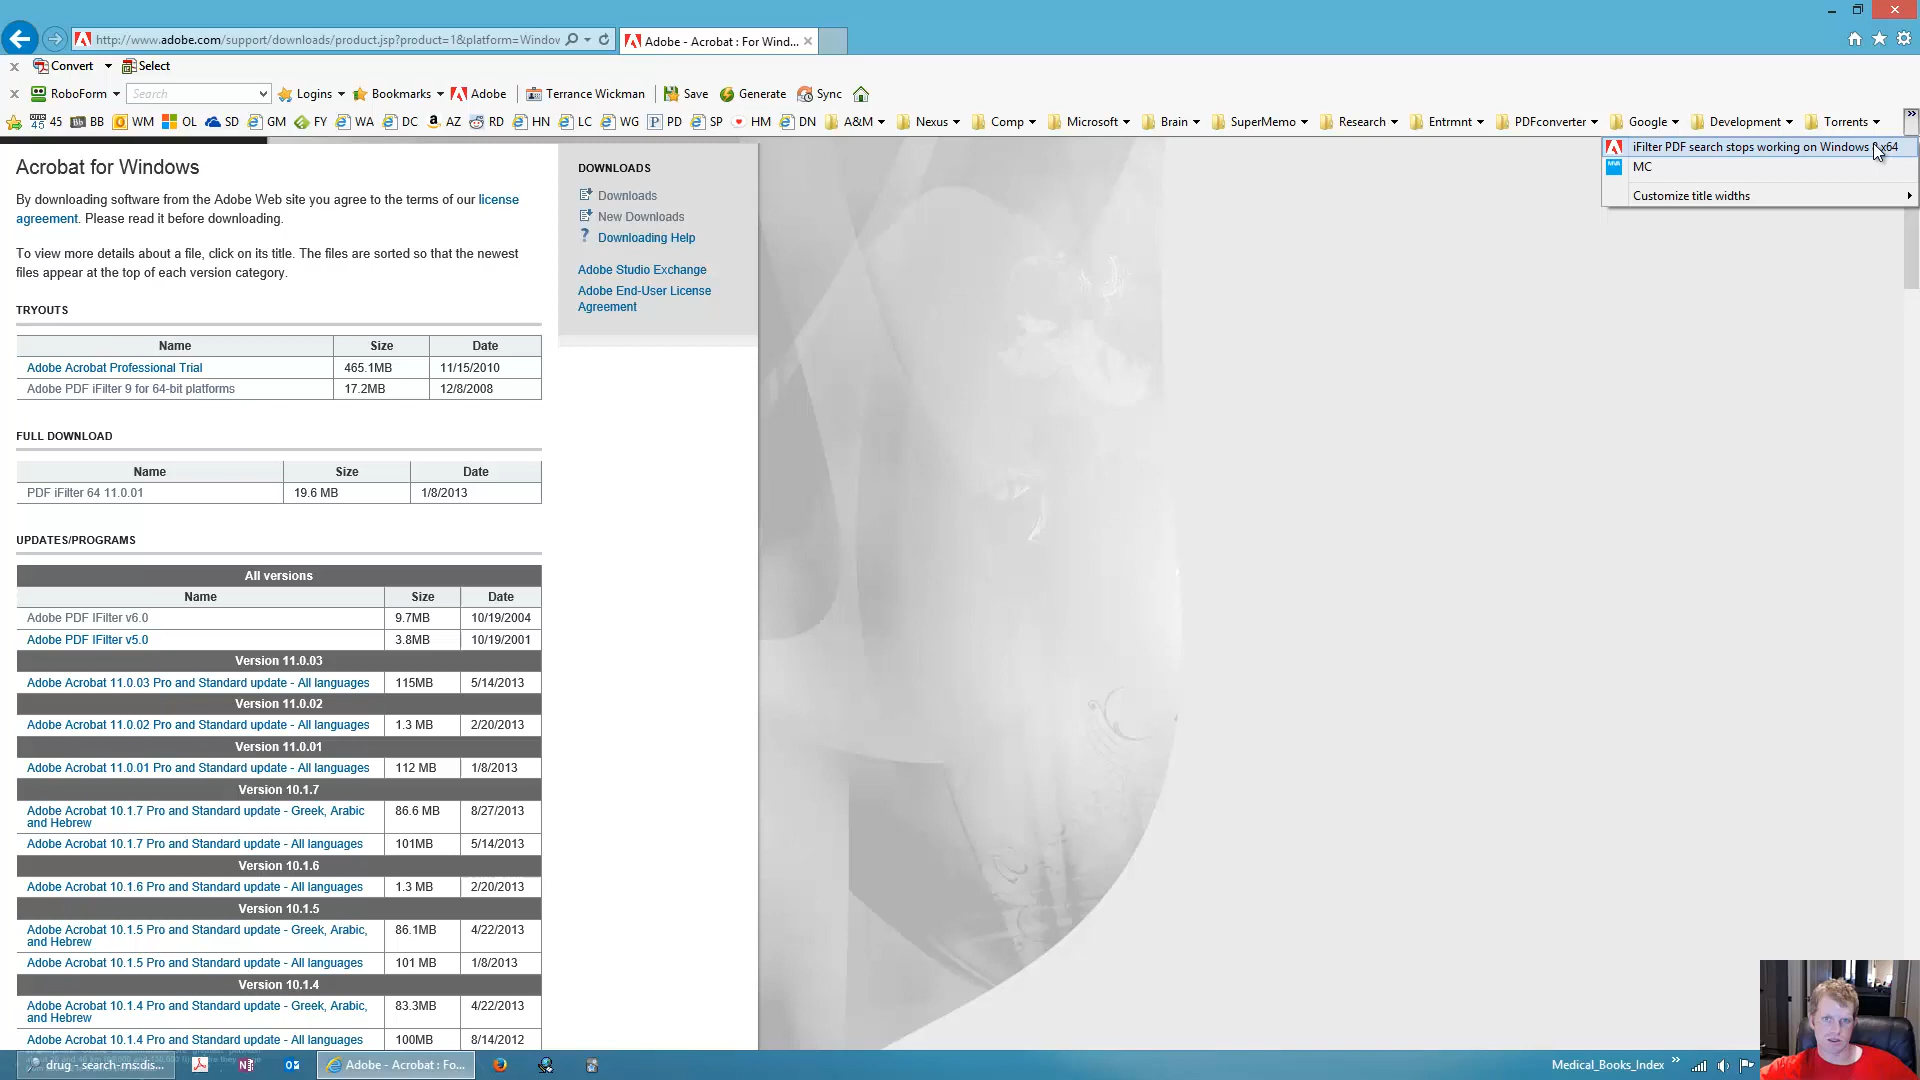 http://www.adobe.com/support/downloads/product.jsp?product=1&platform=Window
Adobe - Acrobat : For Wind...
Convert Select
RoboForm Search Logins Bookmarks Adobe Terrance Wickman Save Generate Sync
45 BB WM OL SD GM FY WA DC AZ RD HN LC WG PD SP HM DN A&M Nexus Comp Microsoft Brain SuperMemo Research Entrmnt PDFconverter Google Development Torrents
iFilter PDF search stops working on Windows x64
MC
Customize title widths
Acrobat for Windows
By downloading software from the Adobe Web site you agree to the terms of our license
agreement. Please read it before downloading.
To view more details about a file, click on its title. The files are sorted so that the newest
files appear at the top of each version category.
DOWNLOADS
Downloads
New Downloads
Downloading Help
Adobe Studio Exchange
Adobe End-User License
Agreement
TRYOUTS
Name Size Date
Adobe Acrobat Professional Trial 465.1MB 11/15/2010
Adobe PDF iFilter 9 for 64-bit platforms 17.2MB 12/8/2008
FULL DOWNLOAD
Name Size Date
PDF iFilter 64 11.0.01 19.6 MB 1/8/2013
UPDATES/PROGRAMS
All versions
Name Size Date
Adobe PDF IFilter v6.0 9.7MB 10/19/2004
Adobe PDF IFilter v5.0 3.8MB 10/19/2001
Version 11.0.03
Adobe Acrobat 11.0.03 Pro and Standard update - All languages 115MB 5/14/2013
Version 11.0.02
Adobe Acrobat 11.0.02 Pro and Standard update - All languages 1.3 MB 2/20/2013
Version 11.0.01
Adobe Acrobat 11.0.01 Pro and Standard update - All languages 112 MB 1/8/2013
Version 10.1.7
Adobe Acrobat 10.1.7 Pro and Standard update - Greek, Arabic
and Hebrew 86.6 MB 8/27/2013
Adobe Acrobat 10.1.7 Pro and Standard update - All languages 101MB 5/14/2013
Version 10.1.6
Adobe Acrobat 10.1.6 Pro and Standard update - All languages 1.3 MB 2/20/2013
Version 10.1.5
Adobe Acrobat 10.1.5 Pro and Standard update - Greek, Arabic,
and Hebrew 86.1MB 4/22/2013
Adobe Acrobat 10.1.5 Pro and Standard update - All languages 101 MB 1/8/2013
Version 10.1.4
Adobe Acrobat 10.1.4 Pro and Standard update - Greek, Arabic,
and Hebrew 83.3MB 4/22/2013
Adobe Acrobat 10.1.4 Pro and Standard update - All languages 100MB 8/14/2012
drug - search-ms:dis... Adobe - Acrobat : Fo... Medical_Books_Index